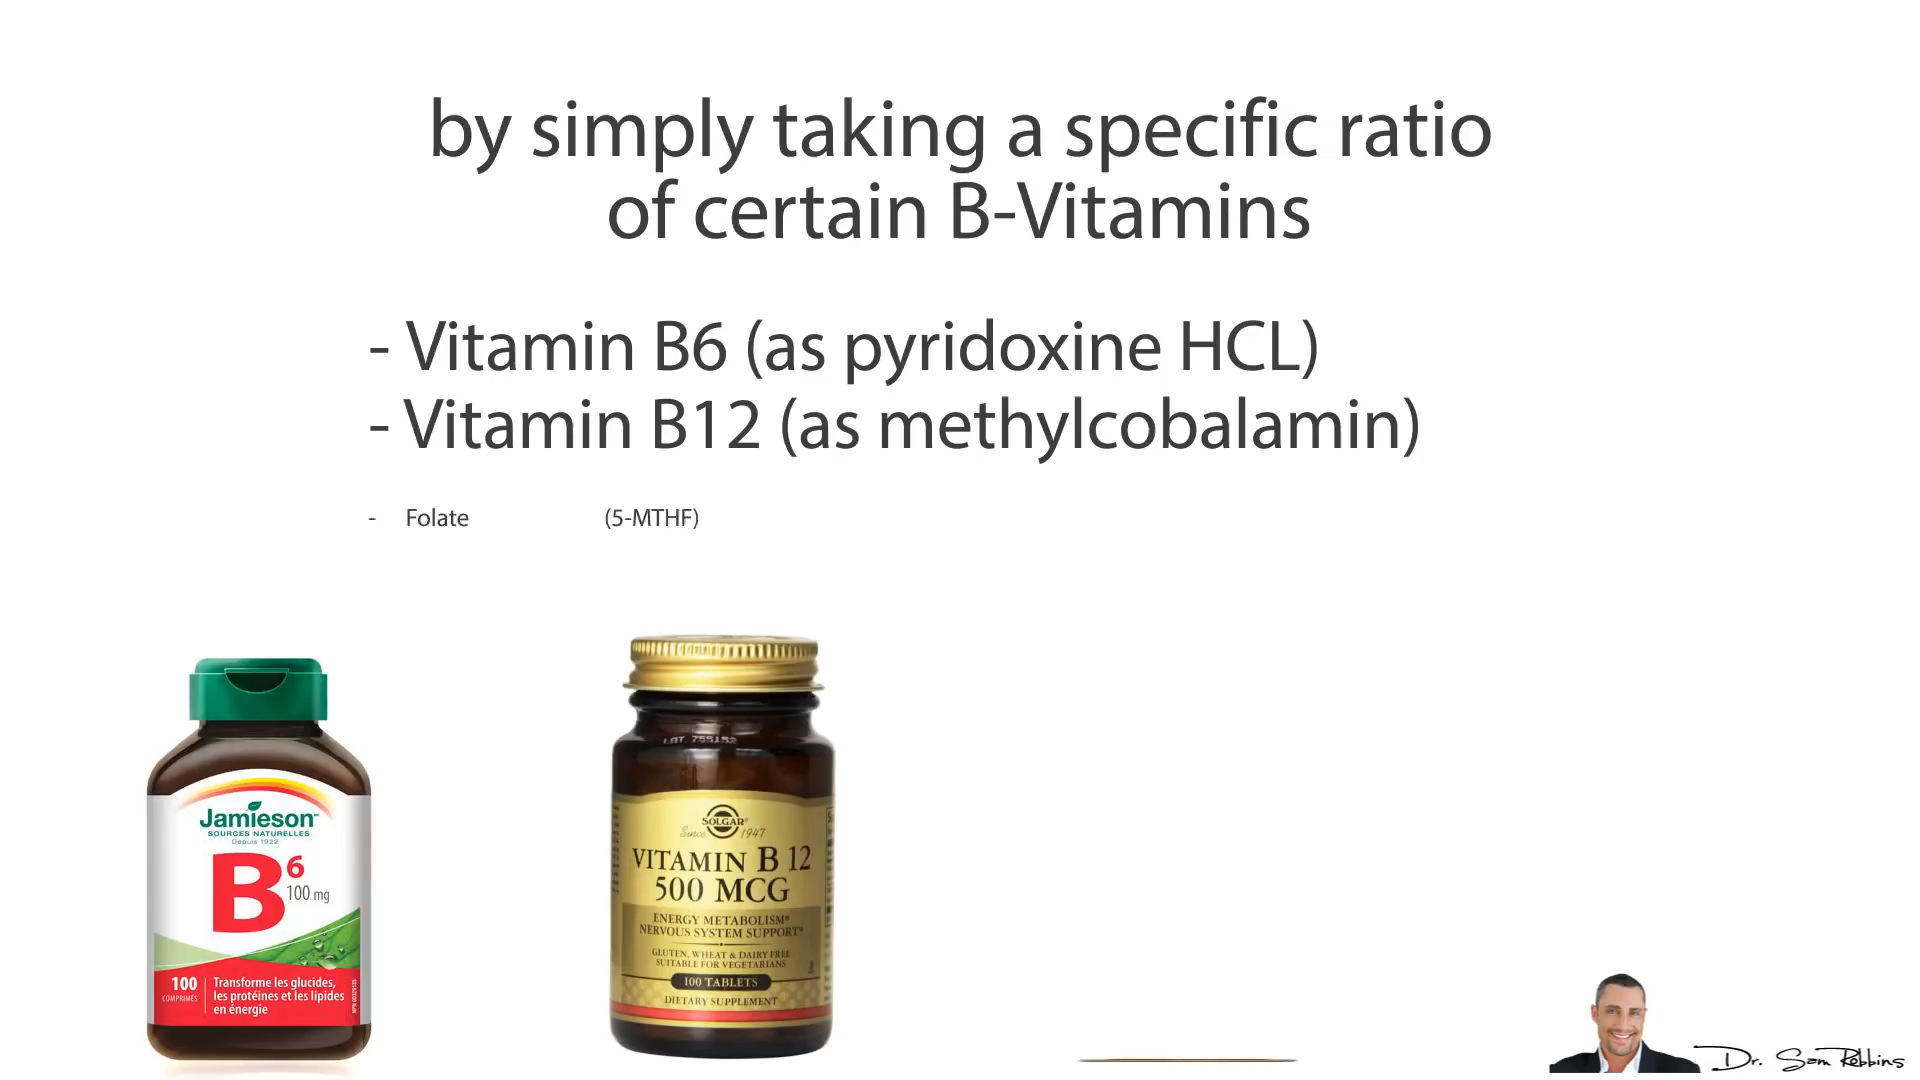 by simply taking a specific ratio
of certain B-Vitamins
- Vitamin B6 (as pyridoxine HCL)
- Vitamin B12 (as methylcobalamin)
- Folate (5-MTHF)
Jamieson
SOURCES NATURELLES
Depuis 1922
B6
100 mg
100
COMPRIMÉS
Transforme les glucides,
les protéines et les lipides
en énergie
SOLGAR
Since 1947
VITAMIN B 12
500 MCG
ENERGY METABOLISM*
NERVOUS SYSTEM SUPPORT*
GLUTEN, WHEAT & DAIRY FREE
SUITABLE FOR VEGETARIANS
100 TABLETS
DIETARY SUPPLEMENT
Dr. Sam Robbins